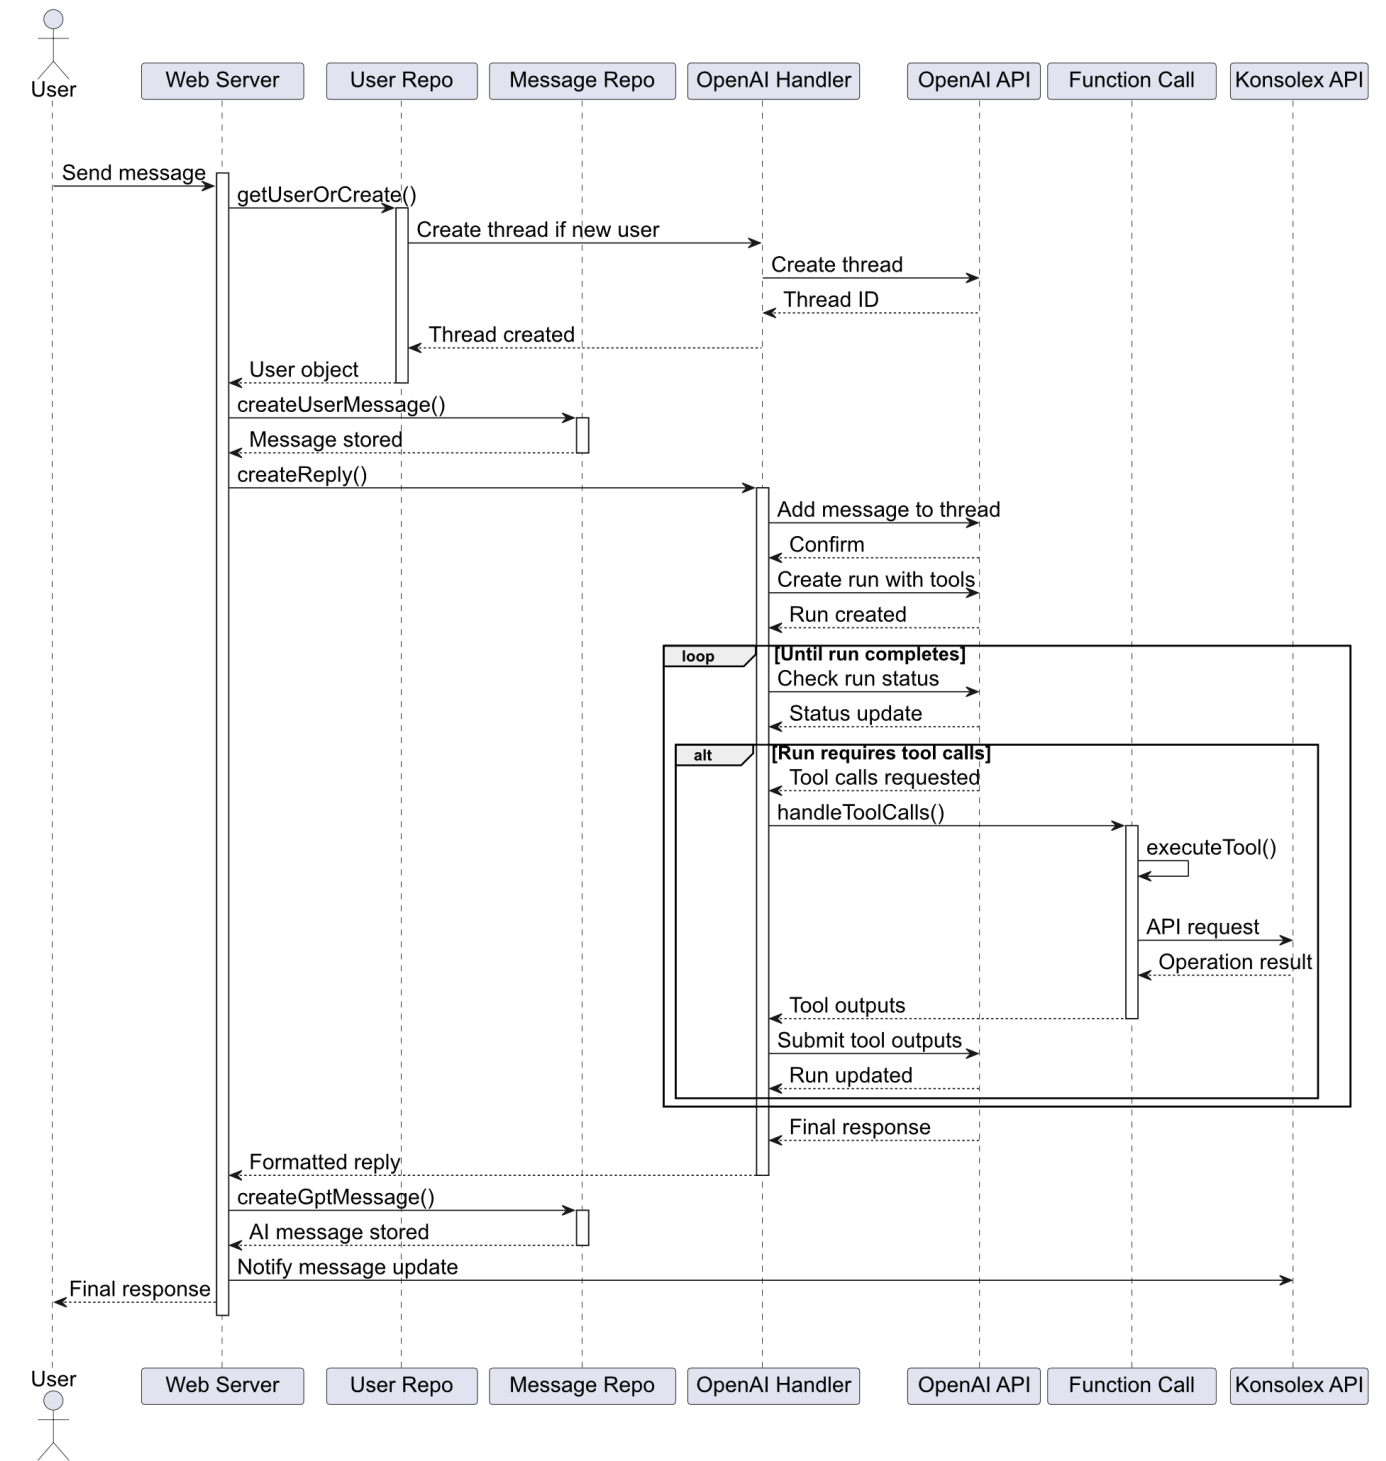 User
Web Server
User Repo
Message Repo
OpenAI Handler
OpenAI API
Function Call
Konsolex API
Send message
getUserOrCreate()
Create thread if new user
Create thread
Thread ID
Thread created
User object
createUserMessage()
Message stored
createReply()
Add message to thread
Confirm
Create run with tools
Run created
loop
[Until run completes]
Check run status
Status update
alt
[Run requires tool calls]
Tool calls requested
handleToolCalls()
executeTool()
API request
Operation result
Tool outputs
Submit tool outputs
Run updated
Final response
Formatted reply
createGptMessage()
AI message stored
Notify message update
Final response
User
Web Server
User Repo
Message Repo
OpenAI Handler
OpenAI API
Function Call
Konsolex API